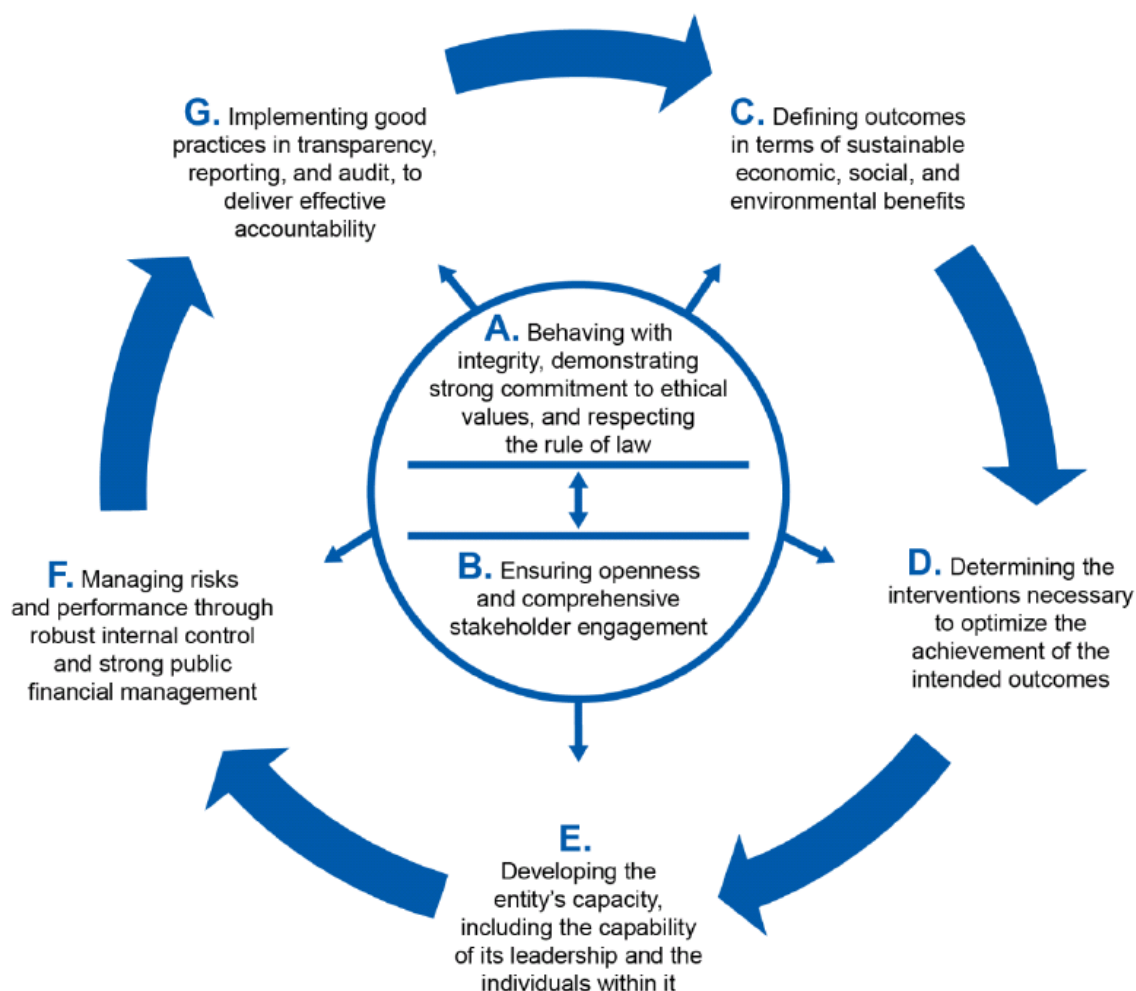 G. Implementing good
practices in transparency,
reporting, and audit, to
deliver effective
accountability
C. Defining outcomes
in terms of sustainable
economic, social, and
environmental benefits
A. Behaving with
integrity, demonstrating
strong commitment to ethical
values, and respecting
the rule of law
B. Ensuring openness
and comprehensive
stakeholder engagement
F. Managing risks
and performance through
robust internal control
and strong public
financial management
D. Determining the
interventions necessary
to optimize the
achievement of the
intended outcomes
E.
Developing the
entity's capacity,
including the capability
of its leadership and the
individuals within it